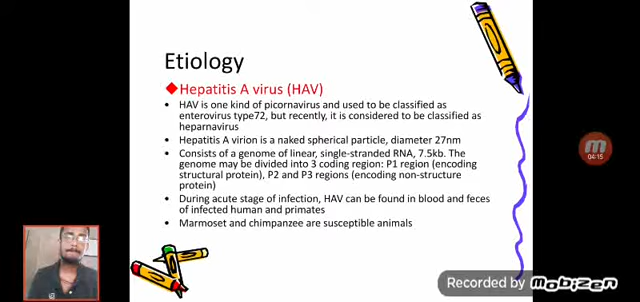 Etiology
Hepatitis A virus (HAV)
• HAV is one kind of picornavirus and used to be classified as
enterovirus type72, but recently, it is considered to be classified as
heparnavirus
• Hepatitis A virion is a naked spherical particle, diameter 27nm
• Consists of a genome of linear, single-stranded RNA, 7.5kb. The
genome may be divided into 3 coding region: P1 region (encoding
structural protein), P2 and P3 regions (encoding non-structure
protein)
• During acute stage of infection, HAV can be found in blood and feces
of infected human and primates
• Marmoset and chimpanzee are susceptible animals
04:15
Recorded by mobizen